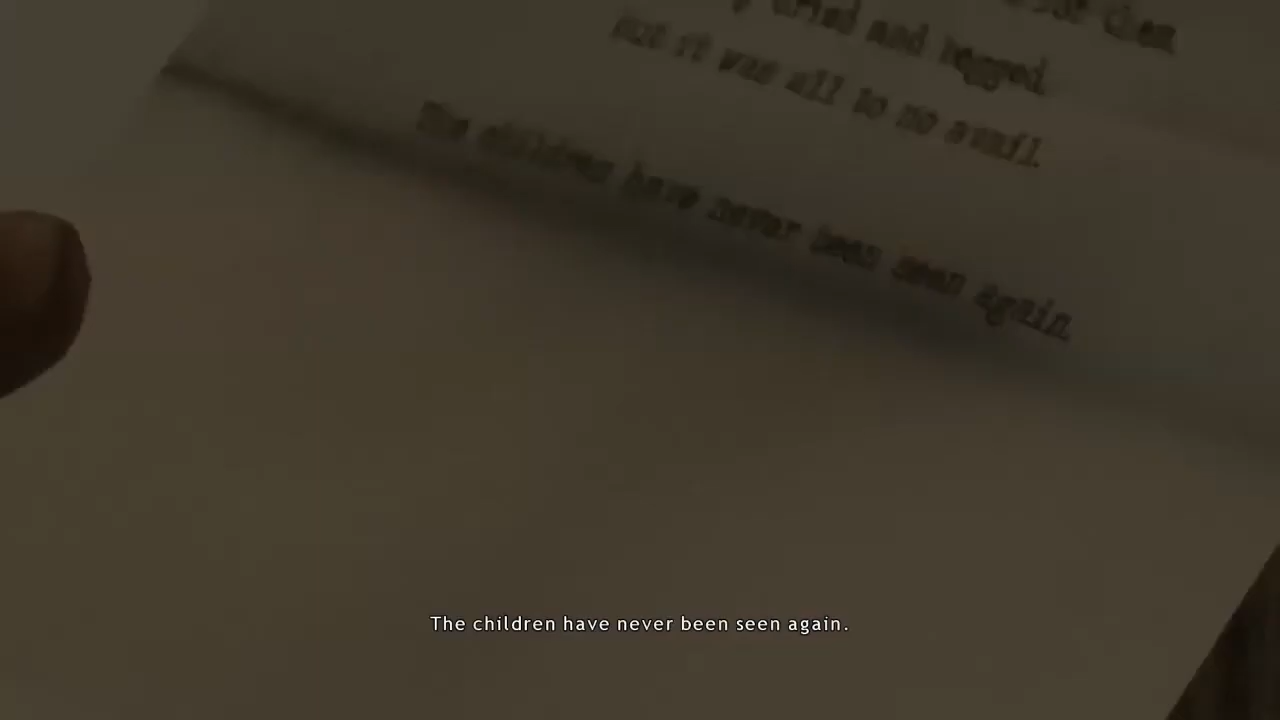 cried and begged,
but it was all to no avail.
The children have never been seen again.
The children have never been seen again.